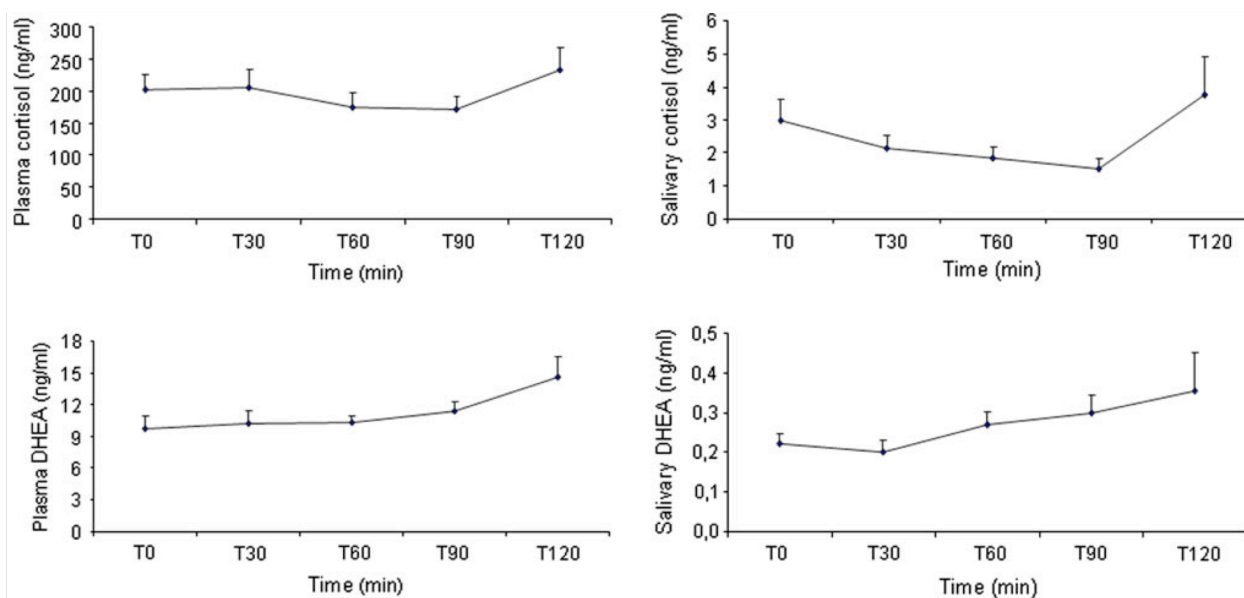 Plasma cortisol (ng/ml)
300
250
200
150
100
50
0
T0 T30 T60 T90 T120
Time (min)
Salivary cortisol (ng/ml)
6
5
4
3
2
1
0
T0 T30 T60 T90 T120
Time (min)
Plasma DHEA (ng/ml)
18
15
12
9
6
3
0
T0 T30 T60 T90 T120
Time (min)
Salivary DHEA (ng/ml)
0,5
0,4
0,3
0,2
0,1
0,0
T0 T30 T60 T90 T120
Time (min)